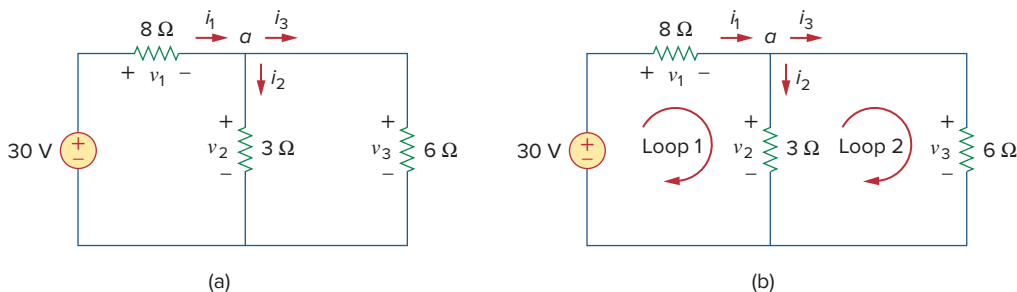 8 Ω i₁ a i₃
+ v₁ −
i₂
30 V + −
+ v₂ − 3 Ω
+ v₃ − 6 Ω
(a)
8 Ω i₁ a i₃
+ v₁ −
i₂
30 V + −
Loop 1
+ v₂ − 3 Ω
Loop 2
+ v₃ − 6 Ω
(b)